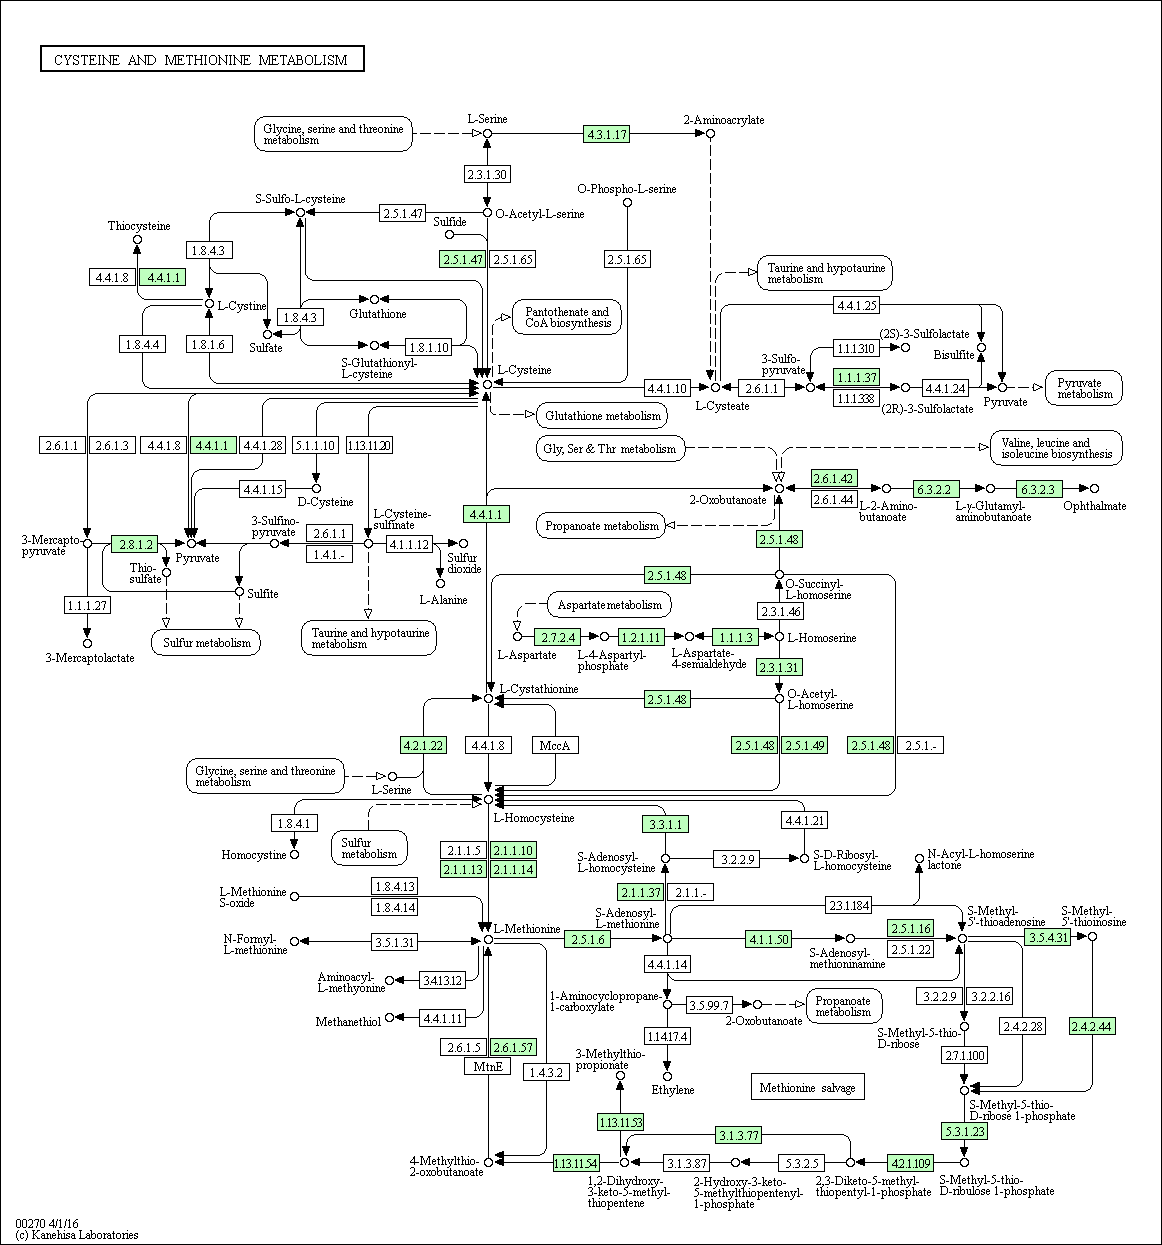 CYSTEINE AND METHIONINE METABOLISM
L-Serine
2-Aminoacrylate
Glycine, serine and threonine
metabolism
4.3.1.17
2.3.1.30
O-Phospho-L-serine
S-Sulfo-L-cysteine
2.5.1.47
O-Acetyl-L-serine
Thiocysteine
Sulfide
1.8.4.3
2.5.1.47
2.5.1.65
2.5.1.65
4.4.1.8
4.4.1.1
Taurine and hypotaurine
metabolism
L-Cystine
Glutathione
1.8.4.3
Pantothenate and
CoA biosynthesis
4.4.1.25
4.4.1.4
1.8.1.6
Sulfate
1.8.1.10
S-Glutathionyl-
L-cysteine
(2S)-3-Sulfolactate
1.1.1.310
Bisulfite
3-Sulfo-
pyruvate
L-Cysteine
4.4.1.10
L-Cysteate
2.6.1.1
1.1.1.37
1.1.1.338
4.4.1.24
(2R)-3-Sulfolactate
Pyruvate
Pyruvate
metabolism
Glutathione metabolism
2.6.1.1
2.6.1.3
4.4.1.8
4.4.1.1
4.4.1.28
5.1.1.10
1.13.11.20
Gly, Ser & Thr metabolism
Valine, leucine and
isoleucine biosynthesis
4.4.1.15
D-Cysteine
2-Oxobutanoate
2.6.1.42
2.6.1.44
L-2-Amino-
butanoate
6.3.2.2
L-γ-Glutamyl-
aminobutanoate
6.3.2.3
Ophthalmate
4.4.1.1
Propanoate metabolism
3-Sulfino-
pyruvate
L-Cysteine-
sulfinate
3-Mercapto
pyruvate
2.8.1.2
Pyruvate
2.6.1.1
1.4.1.-
4.1.1.12
Sulfur
dioxide
2.5.1.48
Thio-
sulfate
Sulfite
L-Alanine
2.5.1.48
O-Succinyl-
L-homoserine
1.1.1.27
Aspartate metabolism
2.3.1.46
3-Mercaptolactate
Sulfur metabolism
Taurine and hypotaurine
metabolism
L-Aspartate
2.7.2.4
L-4-Aspartyl-
phosphate
1.2.1.11
L-Aspartate-
4-semialdehyde
1.1.1.3
L-Homoserine
2.3.1.31
L-Cystathionine
2.5.1.48
O-Acetyl-
L-homoserine
4.2.1.22
4.4.1.8
MccA
2.5.1.48
2.5.1.49
2.5.1.48
2.5.1.-
Glycine, serine and threonine
metabolism
L-Serine
L-Homocysteine
1.8.4.1
3.3.1.1
4.4.1.21
Sulfur
metabolism
Homocystine
2.1.1.5
2.1.1.10
2.1.1.13
2.1.1.14
S-Adenosyl-
L-homocysteine
3.2.2.9
S-D-Ribosyl-
L-homocysteine
N-Acyl-L-homoserine
lactone
L-Methionine
S-oxide
1.8.4.13
1.8.4.14
2.1.1.37
2.1.1.-
2.3.1.184
S-Adenosyl-
L-methionine
S-Methyl-
5'-thioadenosine
S-Methyl-
5'-thioinosine
N-Formyl-
L-methionine
3.5.1.31
L-Methionine
2.5.1.6
4.1.1.50
S-Adenosyl-
methioninamine
2.5.1.16
2.5.1.22
3.5.4.31
4.4.1.14
Aminoacyl-
L-methyonine
3.4.13.12
1-Aminocyclopropane-
1-carboxylate
3.5.99.7
2-Oxobutanoate
Propanoate
metabolism
3.2.2.9
3.2.2.16
Methanethiol
4.4.1.11
S-Methyl-5-thio-
D-ribose
2.4.2.28
2.4.2.44
1.14.17.4
2.6.1.5
2.6.1.57
MtnE
1.4.3.2
3-Methylthio-
propionate
2.7.1.100
Ethylene
Methionine salvage
S-Methyl-5-thio-
D-ribose 1-phosphate
1.13.11.53
3.1.3.77
5.3.1.23
4-Methylthio-
2-oxobutanoate
1.13.11.54
3.1.3.87
5.3.2.5
4.2.1.109
1,2-Dihydroxy-
3-keto-5-methyl-
thiopentene
2-Hydroxy-3-keto-
5-methylthiopentenyl-
1-phosphate
2,3-Diketo-5-methyl-
thiopentyl-1-phosphate
S-Methyl-5-thio-
D-ribulose 1-phosphate
00270 4/1/16
(c) Kanehisa Laboratories